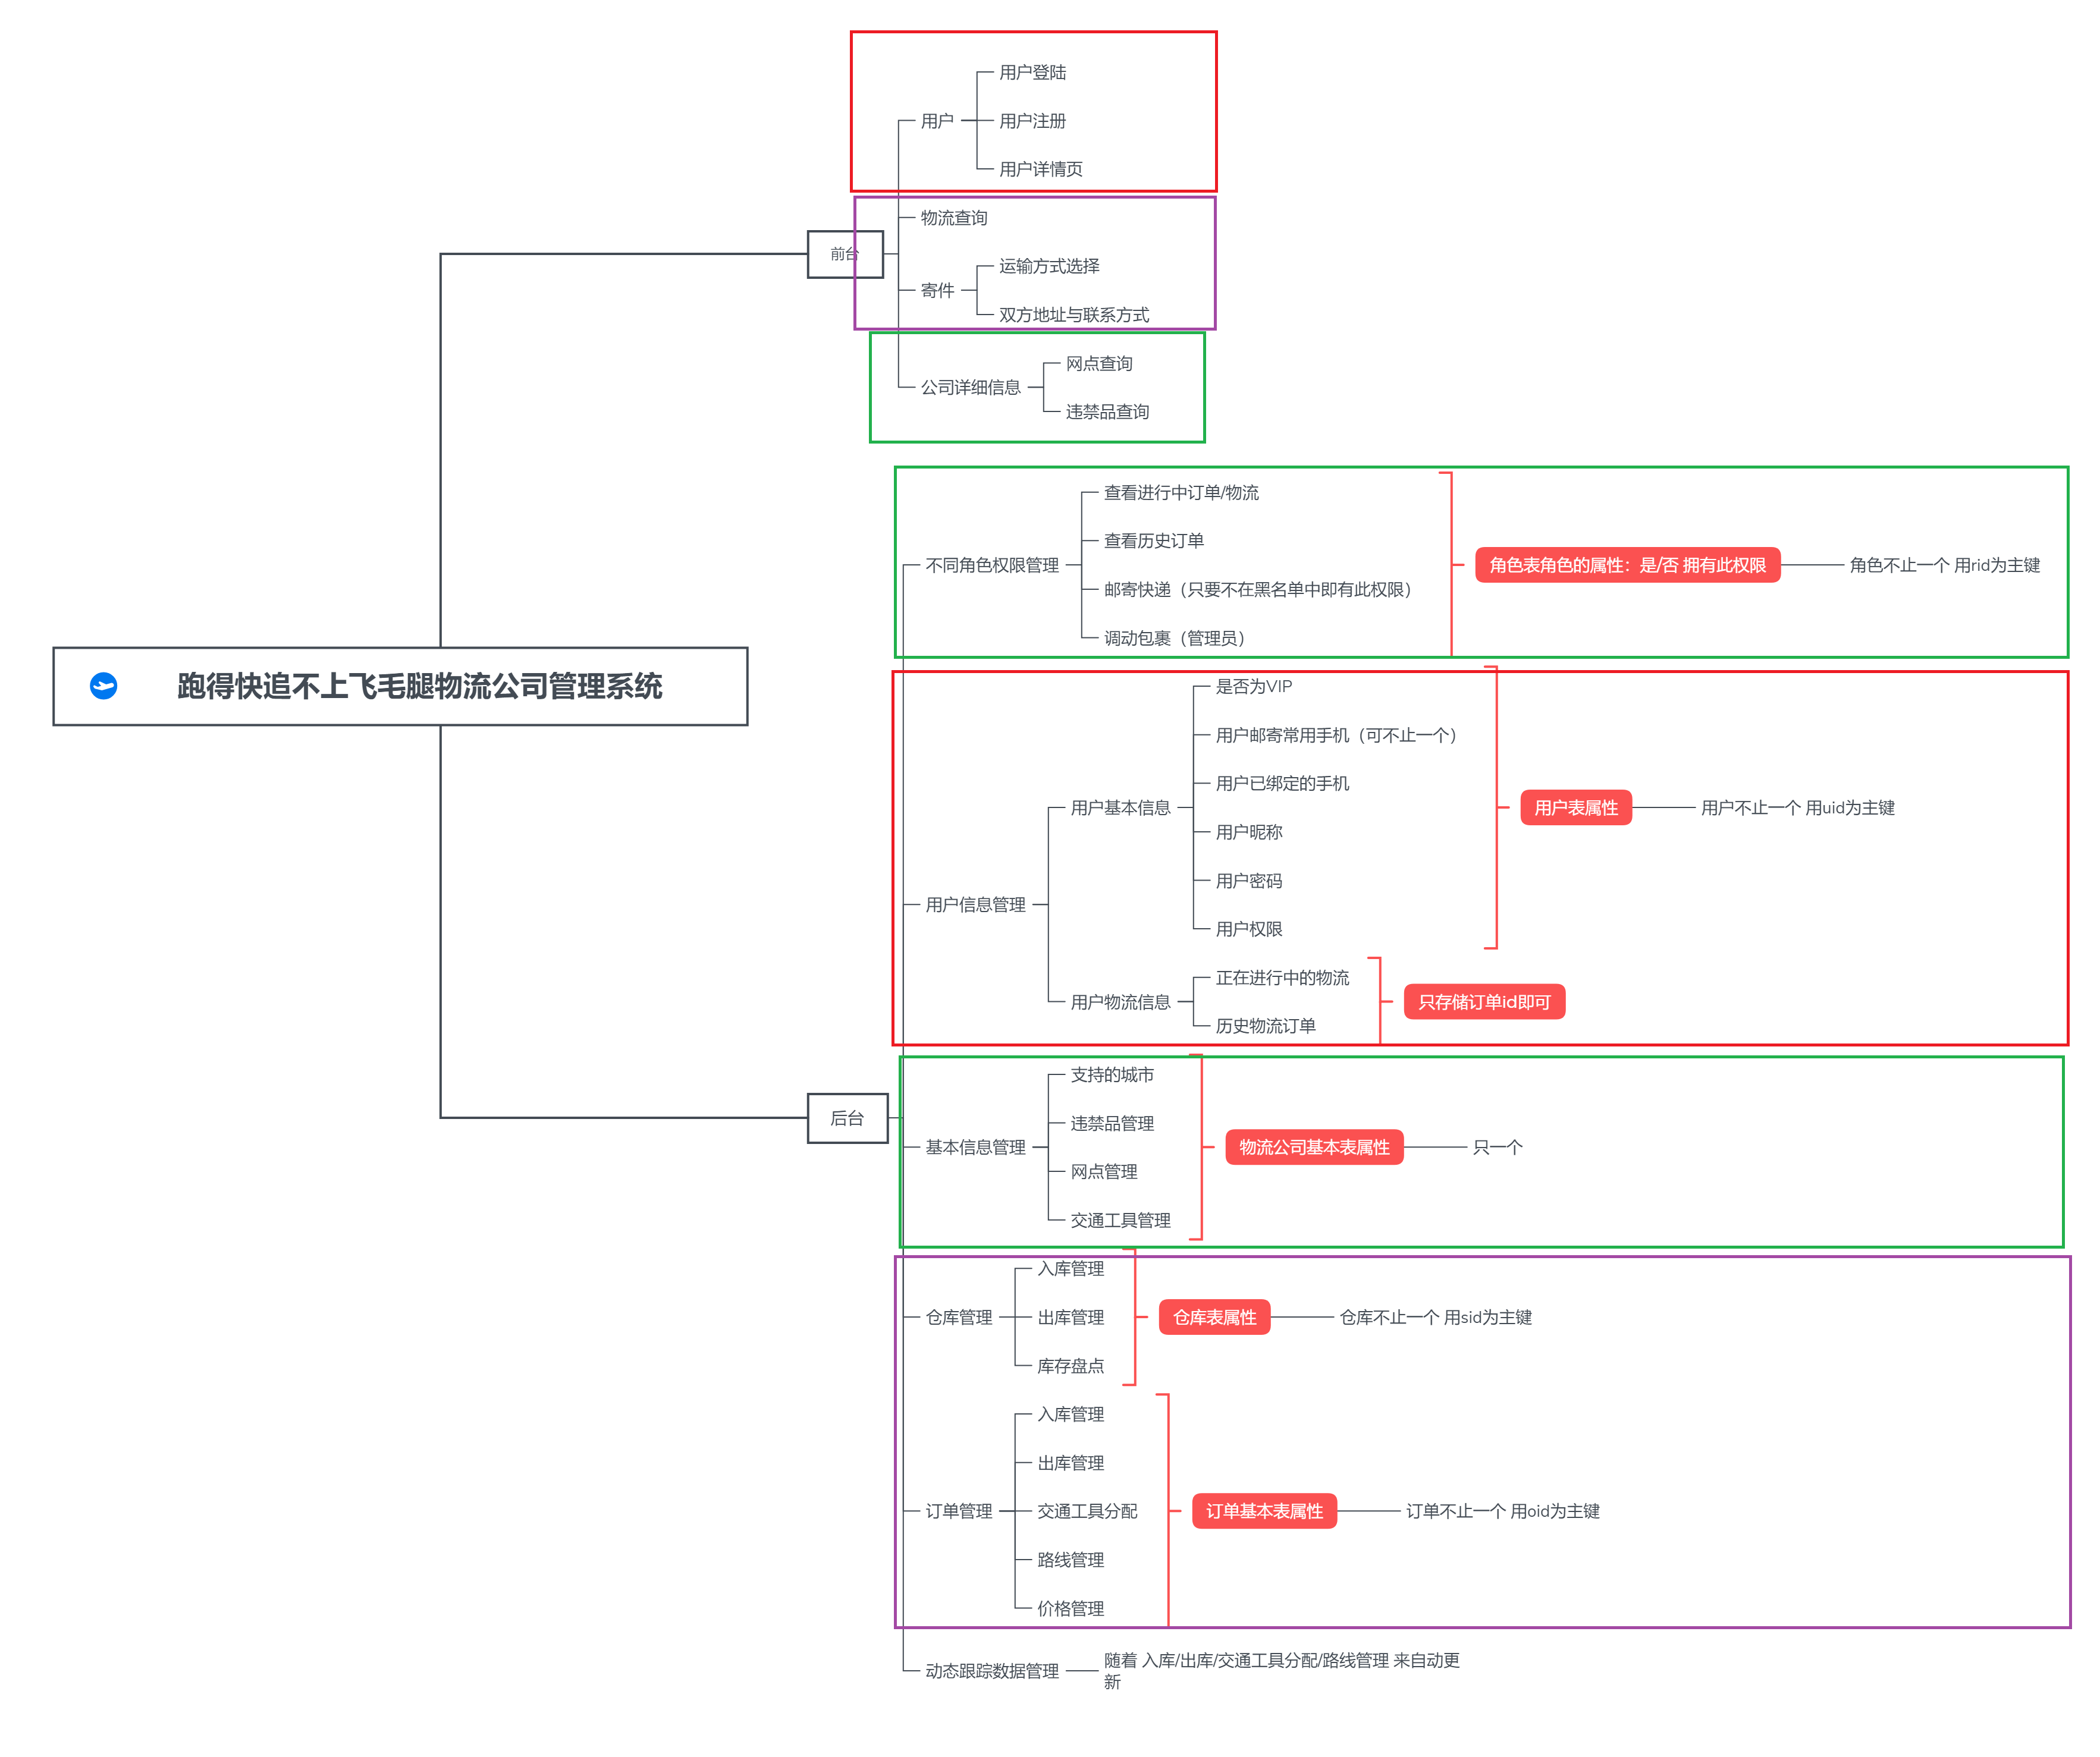 跑得快追不上飞毛腿物流公司管理系统
前台
用户
用户登陆
用户注册
用户详情页
物流查询
寄件
运输方式选择
双方地址与联系方式
公司详细信息
网点查询
违禁品查询
后台
不同角色权限管理
查看进行中订单/物流
查看历史订单
邮寄快递（只要不在黑名单中即有此权限）
调动包裹（管理员）
角色表角色的属性：是/否 拥有此权限
角色不止一个 用rid为主键
用户信息管理
用户基本信息
是否为VIP
用户邮寄常用手机（可不止一个）
用户已绑定的手机
用户昵称
用户密码
用户权限
用户表属性
用户不止一个 用uid为主键
用户物流信息
正在进行中的物流
历史物流订单
只存储订单id即可
基本信息管理
支持的城市
违禁品管理
网点管理
交通工具管理
物流公司基本表属性
只一个
仓库管理
入库管理
出库管理
库存盘点
仓库表属性
仓库不止一个 用sid为主键
订单管理
入库管理
出库管理
交通工具分配
路线管理
价格管理
订单基本表属性
订单不止一个 用oid为主键
动态跟踪数据管理
随着 入库/出库/交通工具分配/路线管理 来自动更
新